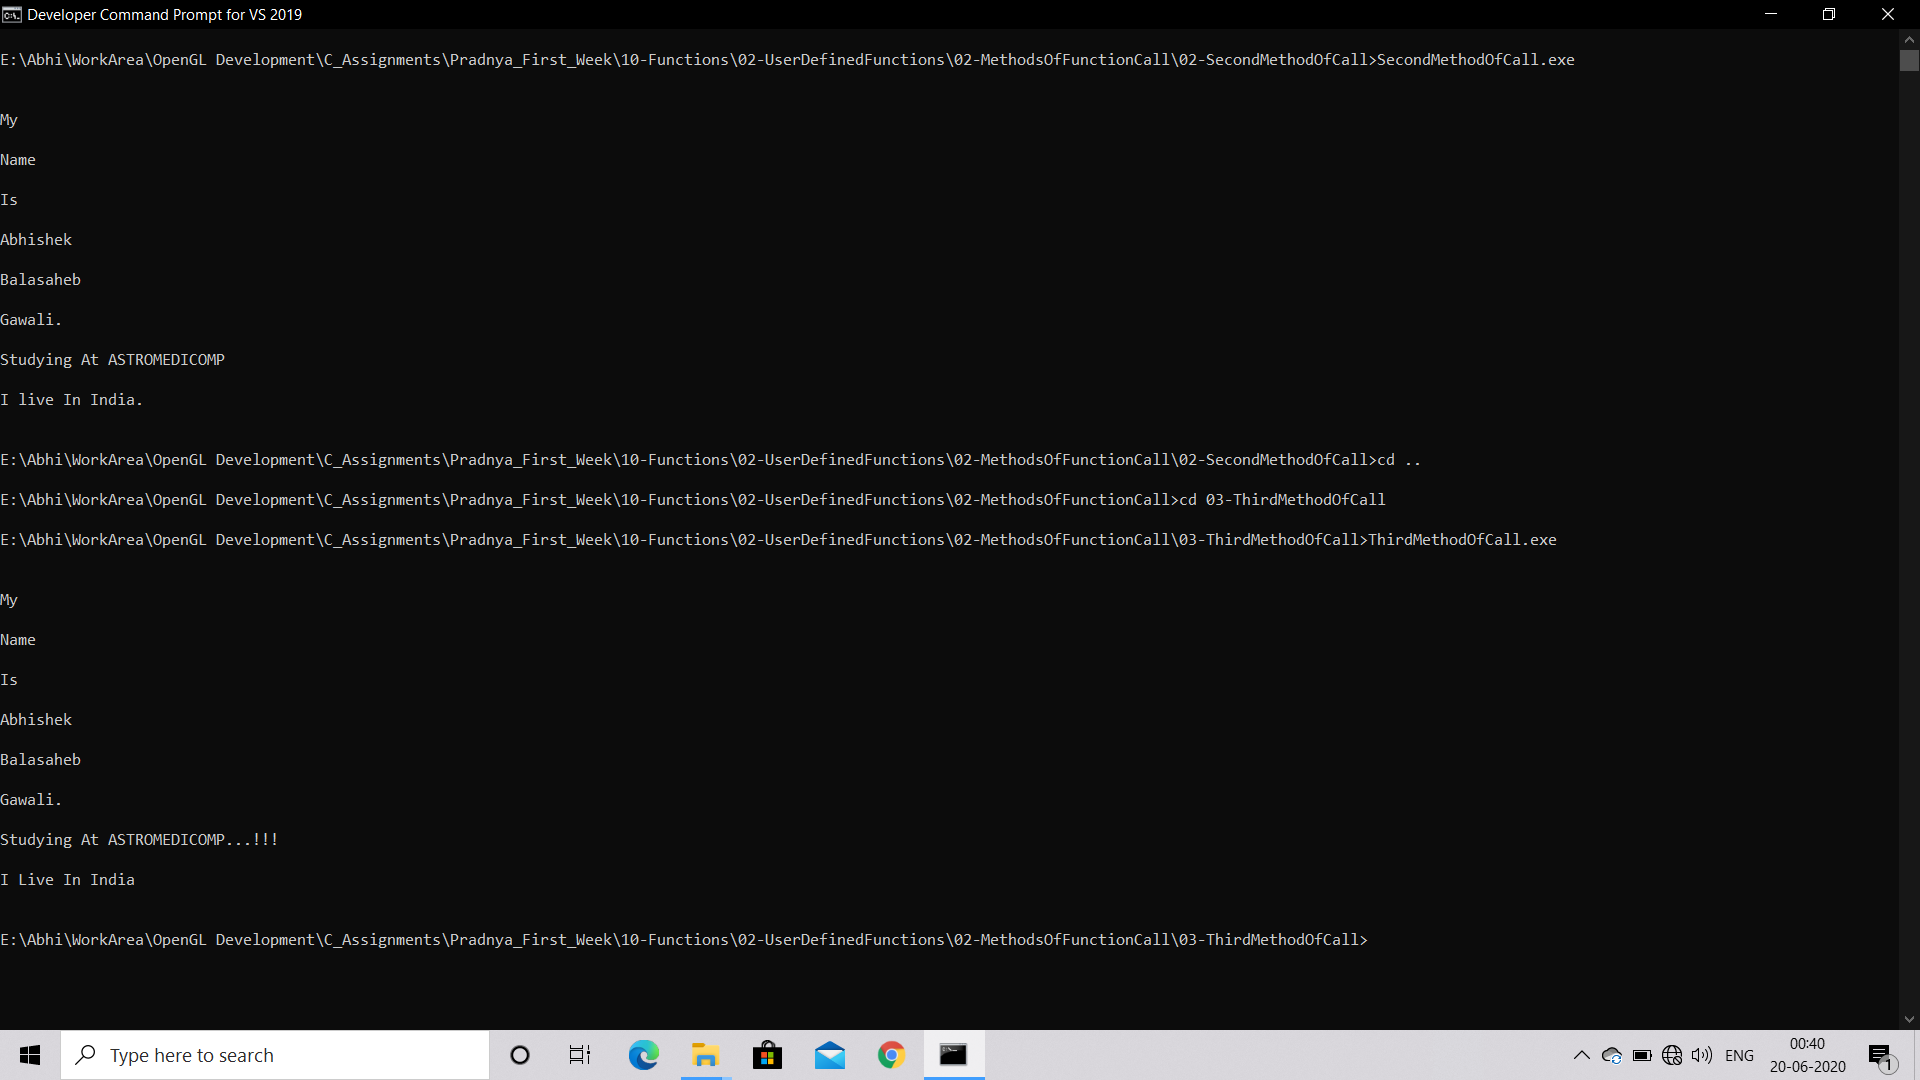 Developer Command Prompt for VS 2019
E:\Abhi\WorkArea\OpenGL Development\C_Assignments\Pradnya_First_Week\10-Functions\02-UserDefinedFunctions\02-MethodsOfFunctionCall\02-SecondMethodOfCall>SecondMethodOfCall.exe
My
Name
Is
Abhishek
Balasaheb
Gawali.
Studying At ASTROMEDICOMP
I live In India.
E:\Abhi\WorkArea\OpenGL Development\C_Assignments\Pradnya_First_Week\10-Functions\02-UserDefinedFunctions\02-MethodsOfFunctionCall\02-SecondMethodOfCall>cd ..
E:\Abhi\WorkArea\OpenGL Development\C_Assignments\Pradnya_First_Week\10-Functions\02-UserDefinedFunctions\02-MethodsOfFunctionCall>cd 03-ThirdMethodOfCall
E:\Abhi\WorkArea\OpenGL Development\C_Assignments\Pradnya_First_Week\10-Functions\02-UserDefinedFunctions\02-MethodsOfFunctionCall\03-ThirdMethodOfCall>ThirdMethodOfCall.exe
My
Name
Is
Abhishek
Balasaheb
Gawali.
Studying At ASTROMEDICOMP...!!!
I Live In India
E:\Abhi\WorkArea\OpenGL Development\C_Assignments\Pradnya_First_Week\10-Functions\02-UserDefinedFunctions\02-MethodsOfFunctionCall\03-ThirdMethodOfCall>
Type here to search
ENG
00:40
20-06-2020
1